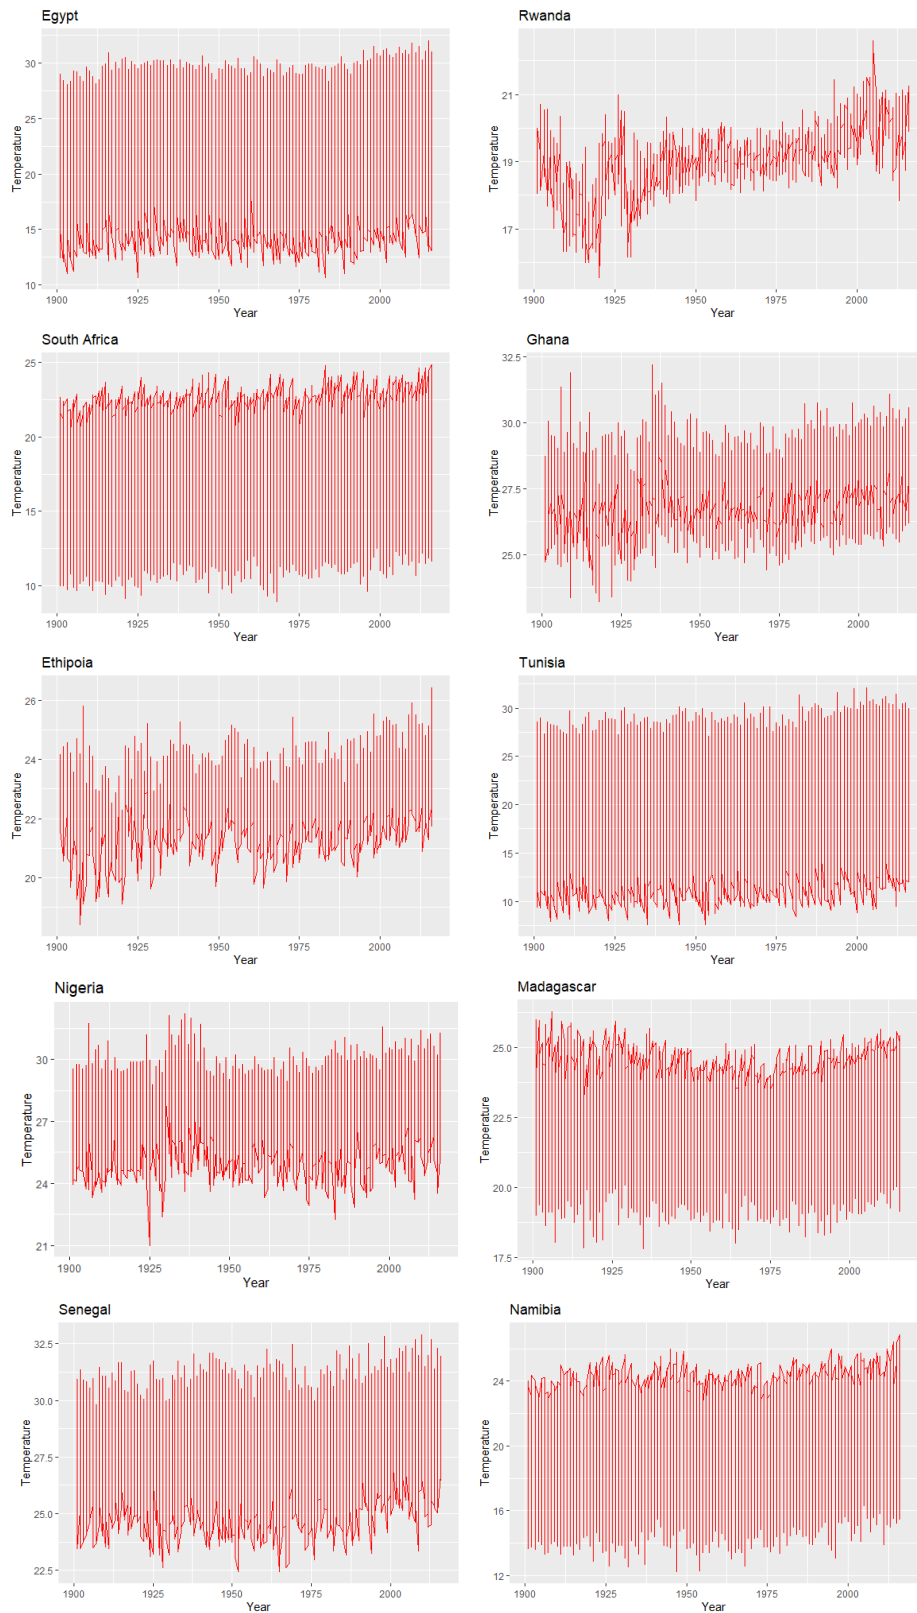 Egypt
Temperature
30
25
20
15
10
1900 1925 1950 1975 2000
Year
Rwanda
Temperature
21
19
17
1900 1925 1950 1975 2000
Year
South Africa
Temperature
25
20
15
10
1900 1925 1950 1975 2000
Year
Ghana
Temperature
32.5
30.0
27.5
25.0
1900 1925 1950 1975 2000
Year
Ethipoia
Temperature
26
24
22
20
1900 1925 1950 1975 2000
Year
Tunisia
Temperature
30
25
20
15
10
1900 1925 1950 1975 2000
Year
Nigeria
Temperature
30
27
24
21
1900 1925 1950 1975 2000
Year
Madagascar
Temperature
25.0
22.5
20.0
17.5
1900 1925 1950 1975 2000
Year
Senegal
Temperature
32.5
30.0
27.5
25.0
22.5
1900 1925 1950 1975 2000
Year
Namibia
Temperature
24
20
16
12
1900 1925 1950 1975 2000
Year